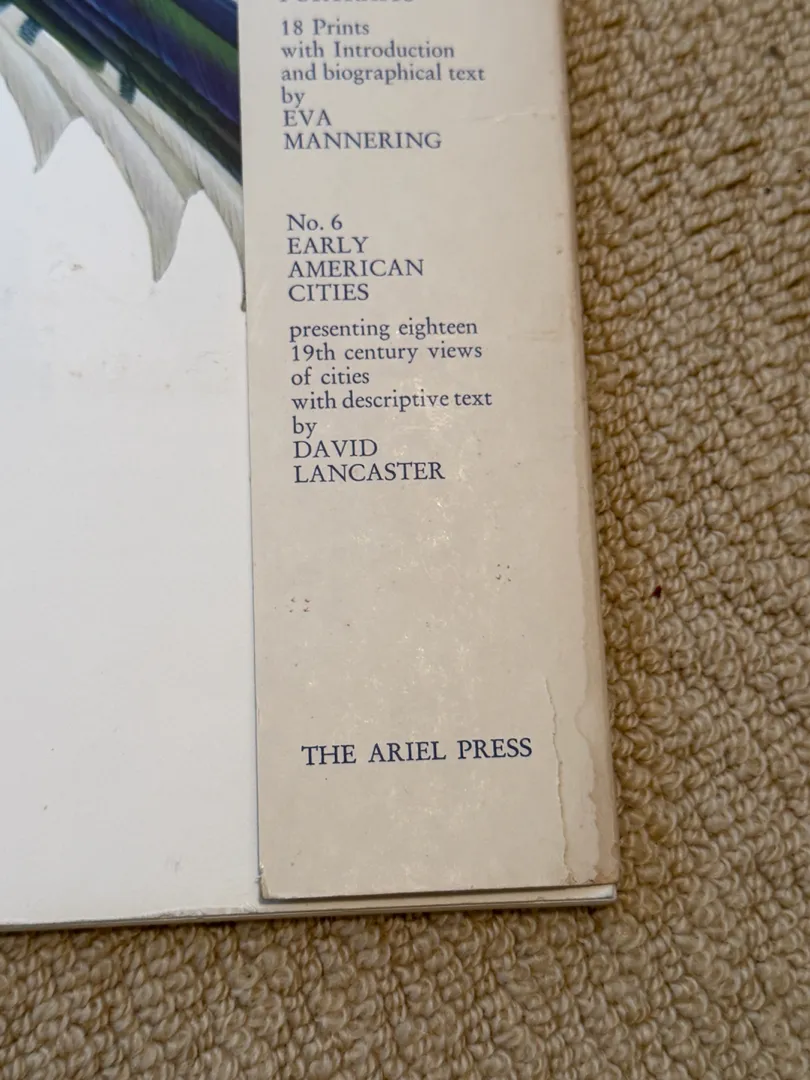 18 Prints
with Introduction
and biographical text
by
EVA
MANNERING
No. 6
EARLY
AMERICAN
CITIES
presenting eighteen
19th century views
of cities
with descriptive text
by
DAVID
LANCASTER
THE ARIEL PRESS